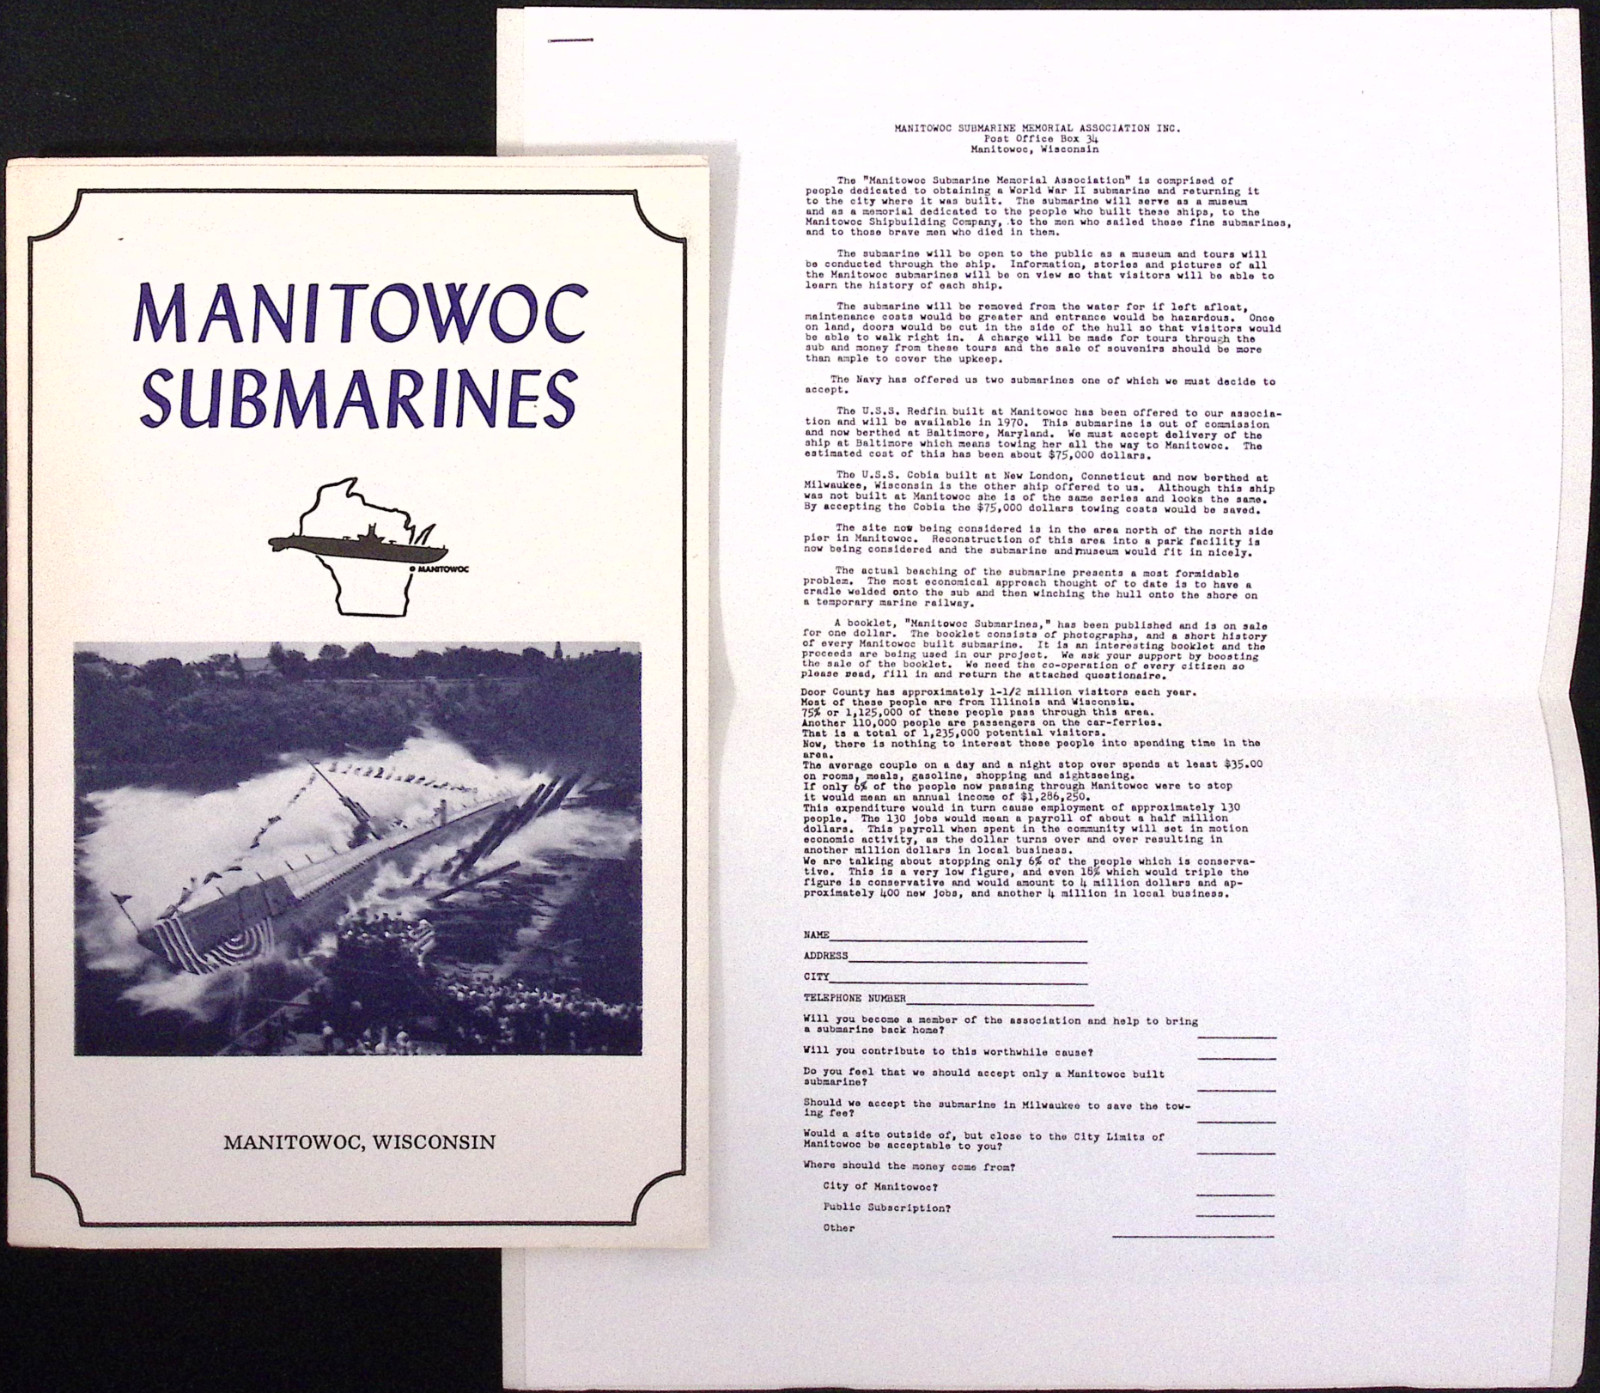 MANITOWOC
SUBMARINES
MANITOWOC
MANITOWOC, WISCONSIN
MANITOWOC SUBMARINE MEMORIAL ASSOCIATION INC.
Post Office Box 34
Manitowoc, Wisconsin
The "Manitowoc Submarine Memorial Association" is comprised of
people dedicated to obtaining a World War II submarine and returning it
to the city where it was built. The submarine will serve as a museum
and as a memorial dedicated to the people who built these ships, to the
Manitowoc Shipbuilding Company, to the men who sailed these fine submarines,
and to those brave men who died in them.
The submarine will be open to the public as a museum and tours will
be conducted through the ship. Information, stories and pictures of all
the Manitowoc submarines will be on view so that visitors will be able to
learn the history of each ship.
The submarine will be removed from the water for if left afloat,
maintenance costs would be greater and entrance would be hazardous. Once
on land, doors would be cut in the side of the hull so that visitors would
be able to walk right in. A charge will be made for tours through the
sub and money from these tours and the sale of souvenirs should be more
than ample to cover the upkeep.
The Navy has offered us two submarines one of which we must decide to
accept.
The U.S.S. Redfin built at Manitowoc has been offered to our associa-
tion and will be available in 1970. This submarine is out of commission
and now berthed at Baltimore, Maryland. We must accept delivery of the
ship at Baltimore which means towing her all the way to Manitowoc. The
estimated cost of this has been about $75,000 dollars.
The U.S.S. Cobia built at New London, Conneticut and now berthed at
Milwaukee, Wisconsin is the other ship offered to us. Although this ship
was not built at Manitowoc she is of the same series and looks the same.
By accepting the Cobia the $75,000 dollars towing costs would be saved.
The site now being considered is in the area north of the north side
pier in Manitowoc. Reconstruction of this area into a park facility is
now being considered and the submarine and museum would fit in nicely.
The actual beaching of the submarine presents a most formidable
problem. The most economical approach thought of to date is to have a
cradle welded onto the sub and then winching the hull onto the shore on
a temporary marine railway.
A booklet, "Manitowoc Submarines," has been published and is on sale
for one dollar. The booklet consists of photographs, and a short history
of every Manitowoc built submarine. It is an interesting booklet and the
proceeds are being used in our project. We ask your support by boosting
the sale of the booklet. We need the co-operation of every citizen so
please read, fill in and return the attached questionaire.
Door County has approximately 1-1/2 million visitors each year.
Most of these people are from Illinois and Wisconsin.
75% or 1,125,000 of these people pass through this area.
Another 110,000 people are passengers on the car-ferries.
That is a total of 1,235,000 potential visitors.
Now, there is nothing to interest these people into spending time in the
area.
The average couple on a day and a night stop over spends at least $35.00
on rooms, meals, gasoline, shopping and sightseeing.
If only 6% of the people now passing through Manitowoc were to stop
it would mean an annual income of $1,286,250.
This expenditure would in turn cause employment of approximately 130
people. The 130 jobs would mean a payroll of about a half million
dollars. This payroll when spent in the community will set in motion
economic activity, as the dollar turns over and over resulting in
another million dollars in local business.
We are talking about stopping only 6% of the people which is conserva-
tive. This is a very low figure, and even 18% which would triple the
figure is conservative and would amount to 4 million dollars and ap-
proximately 400 new jobs, and another 4 million in local business.
NAME
ADDRESS
CITY
TELEPHONE NUMBER
Will you become a member of the association and help to bring
a submarine back home?
Will you contribute to this worthwhile cause?
Do you feel that we should accept only a Manitowoc built
submarine?
Should we accept the submarine in Milwaukee to save the tow-
ing fee?
Would a site outside of, but close to the City Limits of
Manitowoc be acceptable to you?
Where should the money come from?
City of Manitowoc?
Public Subscription?
Other